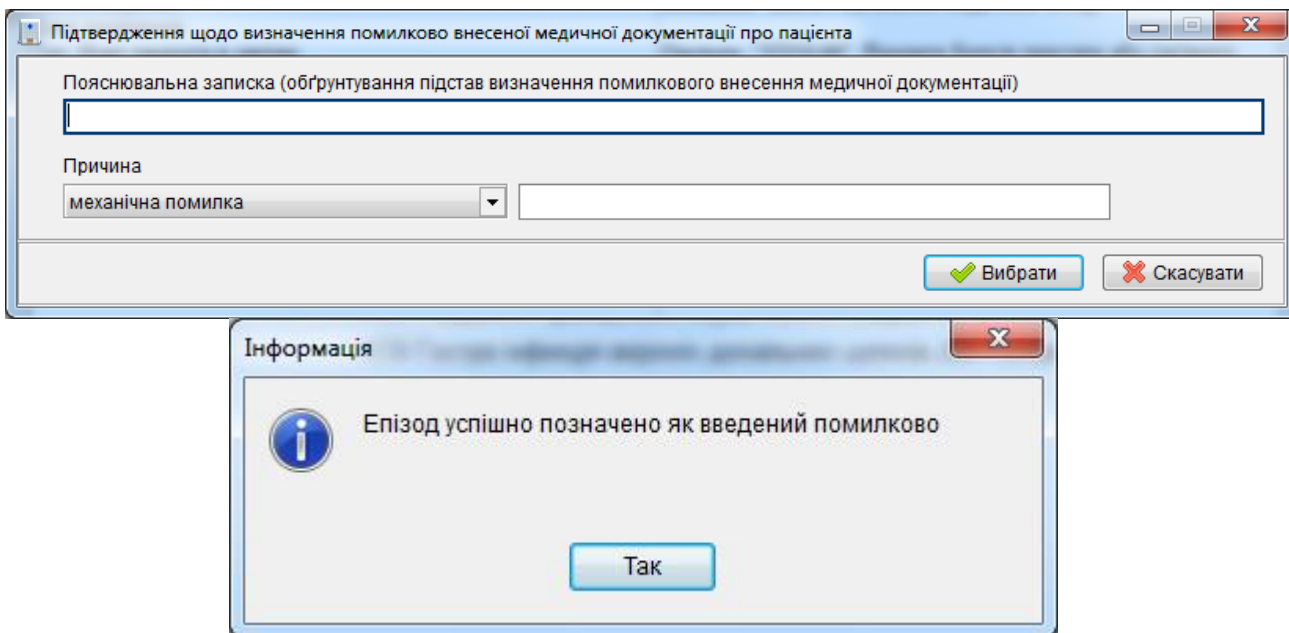 Підтвердження щодо визначення помилково внесеної медичної документації про пацієнта
Пояснювальна записка (обґрунтування підстав визначення помилкового внесення медичної документації)
Причина
механічна помилка
Вибрати
Скасувати
Інформація
Епізод успішно позначено як введений помилково
Так